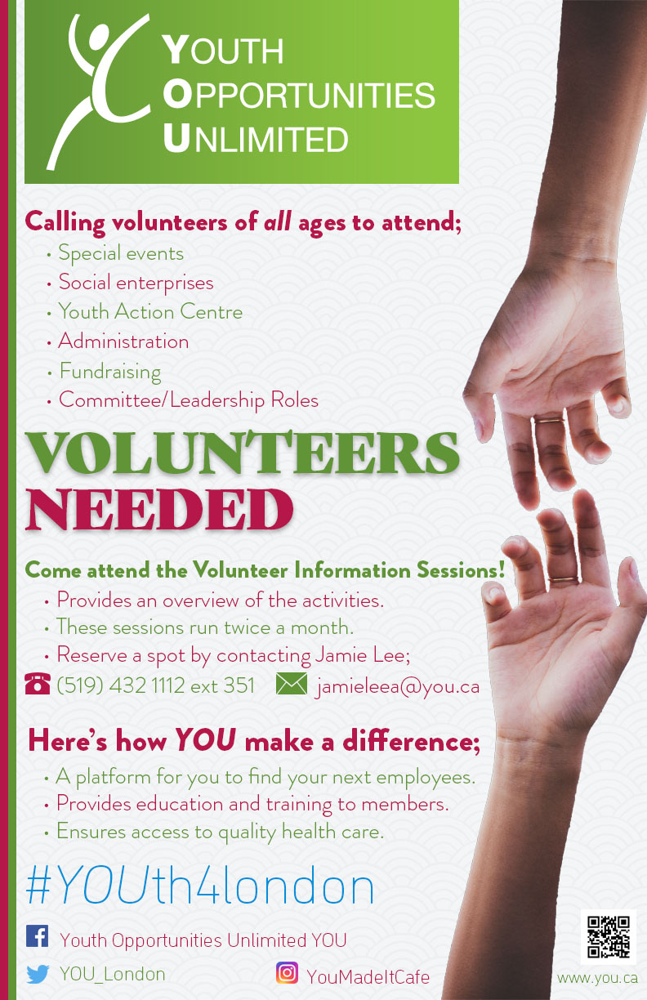 YOUTH
OPPORTUNITIES
UNLIMITED
Calling volunteers of all ages to attend;
• Special events
• Social enterprises
• Youth Action Centre
• Administration
• Fundraising
• Committee/Leadership Roles
VOLUNTEERS
NEEDED
Come attend the Volunteer Information Sessions!
• Provides an overview of the activities.
• These sessions run twice a month.
• Reserve a spot by contacting Jamie Lee;
(519) 432 1112 ext 351 jamieleea@you.ca
Here's how YOU make a difference;
• A platform for you to find your next employees.
• Provides education and training to members.
• Ensures access to quality health care.
#YOUth4london
Youth Opportunities Unlimited YOU
YOU_London YouMadeItCafe
www.you.ca